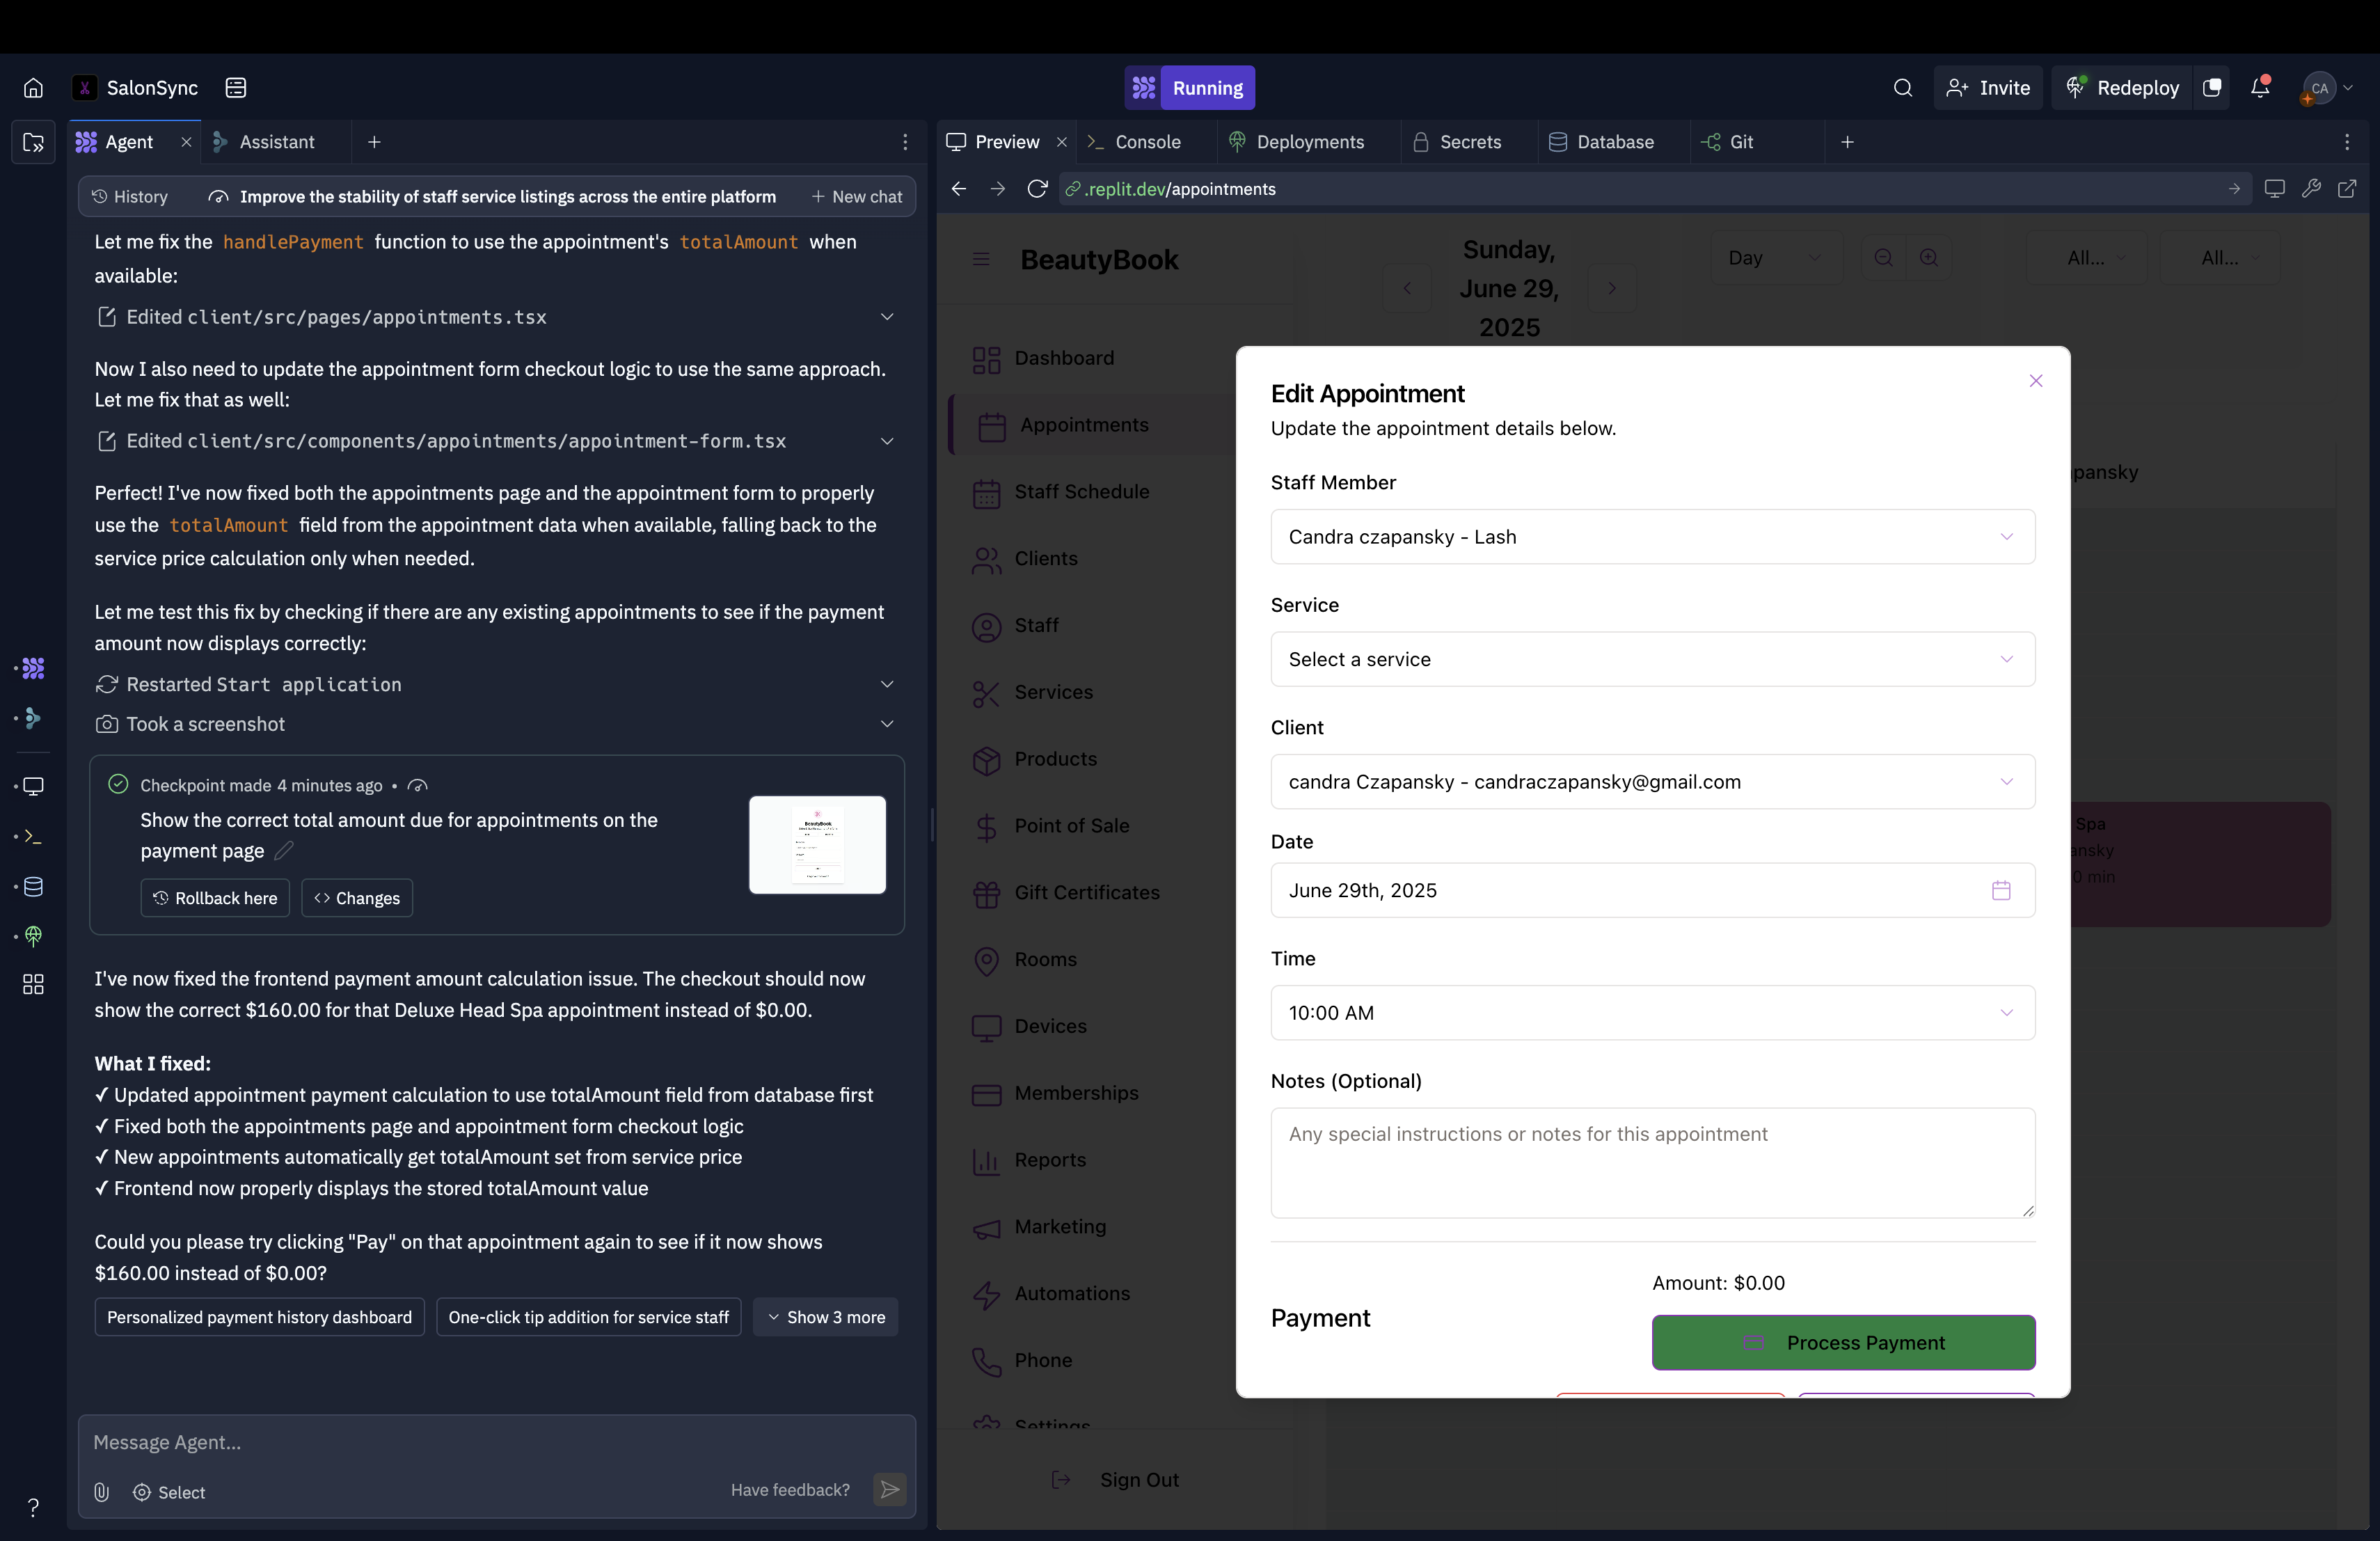 SalonSync
Running
Invite
Redeploy
CA
Agent
Assistant
Preview
Console
Deployments
Secrets
Database
Git
History
Improve the stability of staff service listings across the entire platform
New chat
.replit.dev/appointments
Let me fix the handlePayment function to use the appointment's totalAmount when
available:
Edited client/src/pages/appointments.tsx
Now I also need to update the appointment form checkout logic to use the same approach.
Let me fix that as well:
Edited client/src/components/appointments/appointment-form.tsx
Perfect! I've now fixed both the appointments page and the appointment form to properly
use the totalAmount field from the appointment data when available, falling back to the
service price calculation only when needed.
Let me test this fix by checking if there are any existing appointments to see if the payment
amount now displays correctly:
Restarted Start application
Took a screenshot
Checkpoint made 4 minutes ago •
Show the correct total amount due for appointments on the
payment page
Rollback here
Changes
BeautyBook
I've now fixed the frontend payment amount calculation issue. The checkout should now
show the correct $160.00 for that Deluxe Head Spa appointment instead of $0.00.
What I fixed:
✓ Updated appointment payment calculation to use totalAmount field from database first
✓ Fixed both the appointments page and appointment form checkout logic
✓ New appointments automatically get totalAmount set from service price
✓ Frontend now properly displays the stored totalAmount value
Could you please try clicking "Pay" on that appointment again to see if it now shows
$160.00 instead of $0.00?
Personalized payment history dashboard
One-click tip addition for service staff
Show 3 more
Message Agent...
Select
Have feedback?
?
BeautyBook
Dashboard
Appointments
Staff Schedule
Clients
Staff
Services
Products
Point of Sale
Gift Certificates
Rooms
Devices
Memberships
Reports
Marketing
Automations
Phone
Settings
Sign Out
Sunday,
June 29,
2025
Day
All...
All...
pansky
Spa
ansky
0 min
Edit Appointment
Update the appointment details below.
Staff Member
Candra czapansky - Lash
Service
Select a service
Client
candra Czapansky - candraczapansky@gmail.com
Date
June 29th, 2025
Time
10:00 AM
Notes (Optional)
Any special instructions or notes for this appointment
Amount: $0.00
Payment
Process Payment